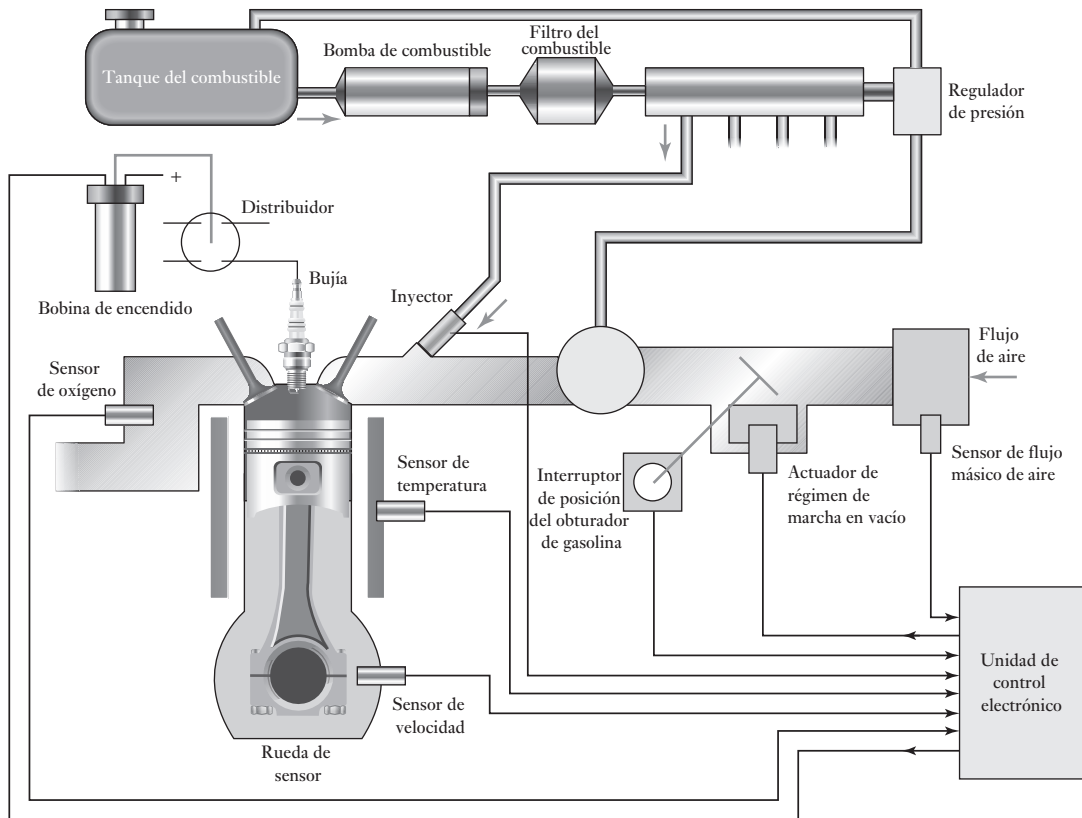 Tanque del combustible
Bomba de combustible
Filtro del
combustible
Regulador
de presión
+
Distribuidor
Bujía
Bobina de encendido
Inyector
Flujo
de aire
Sensor
de oxígeno
Sensor de
temperatura
Interruptor
de posición
del obturador
de gasolina
Actuador de
régimen de
marcha en vacío
Sensor de flujo
másico de aire
Unidad de
control
electrónico
Sensor de
velocidad
Rueda de
sensor